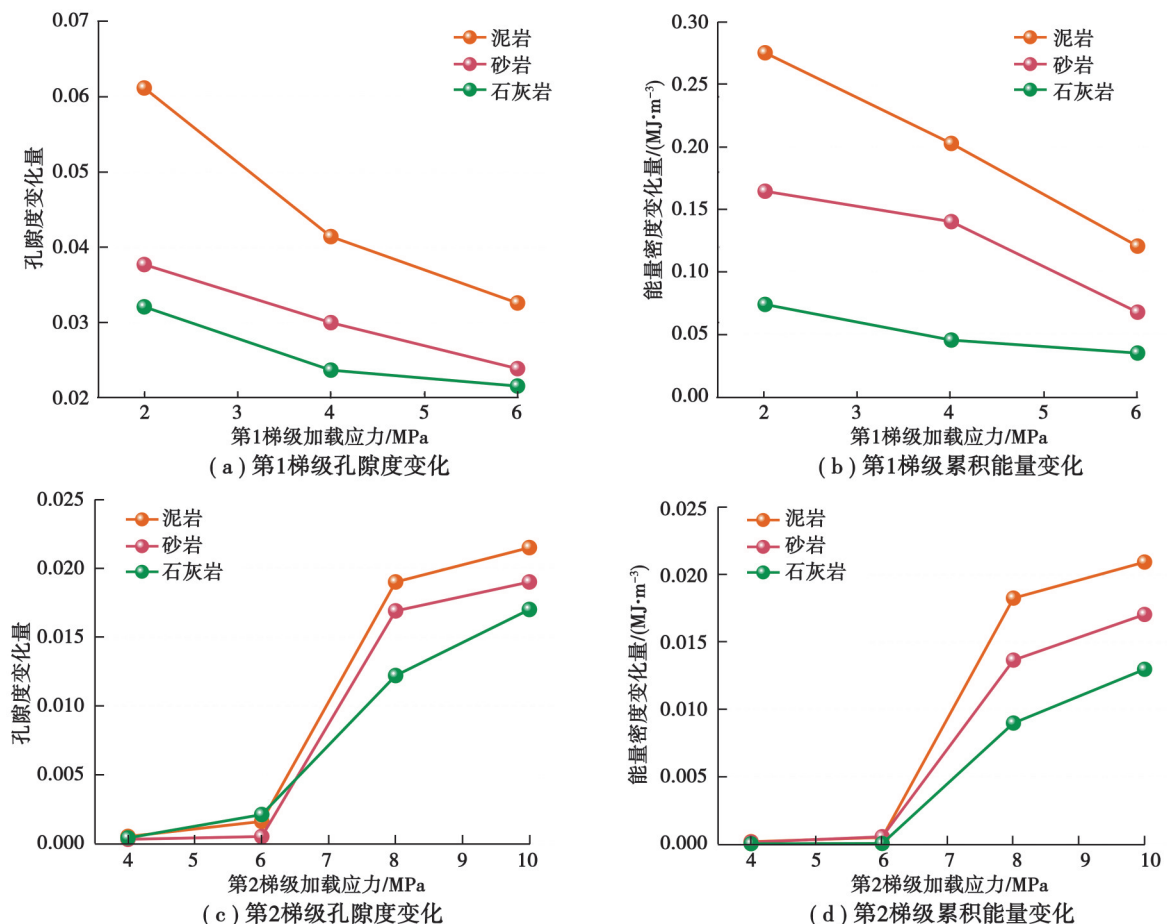 0.07
0.06
0.05
0.04
0.03
0.02
孔隙度变化量
泥岩
砂岩
石灰岩
2 3 4 5 6
第1梯级加载应力/MPa
(a)第1梯级孔隙度变化
0.30
0.25
0.20
0.15
0.10
0.05
0.00
能量密度变化量/(MJ·m⁻³)
泥岩
砂岩
石灰岩
2 3 4 5 6
第1梯级加载应力/MPa
(b)第1梯级累积能量变化
0.025
0.020
0.015
0.010
0.005
0.000
孔隙度变化量
泥岩
砂岩
石灰岩
4 5 6 7 8 9 10
第2梯级加载应力/MPa
(c)第2梯级孔隙度变化
0.025
0.020
0.015
0.010
0.005
0.000
能量密度变化量/(MJ·m⁻³)
泥岩
砂岩
石灰岩
4 5 6 7 8 9 10
第2梯级加载应力/MPa
(d)第2梯级累积能量变化